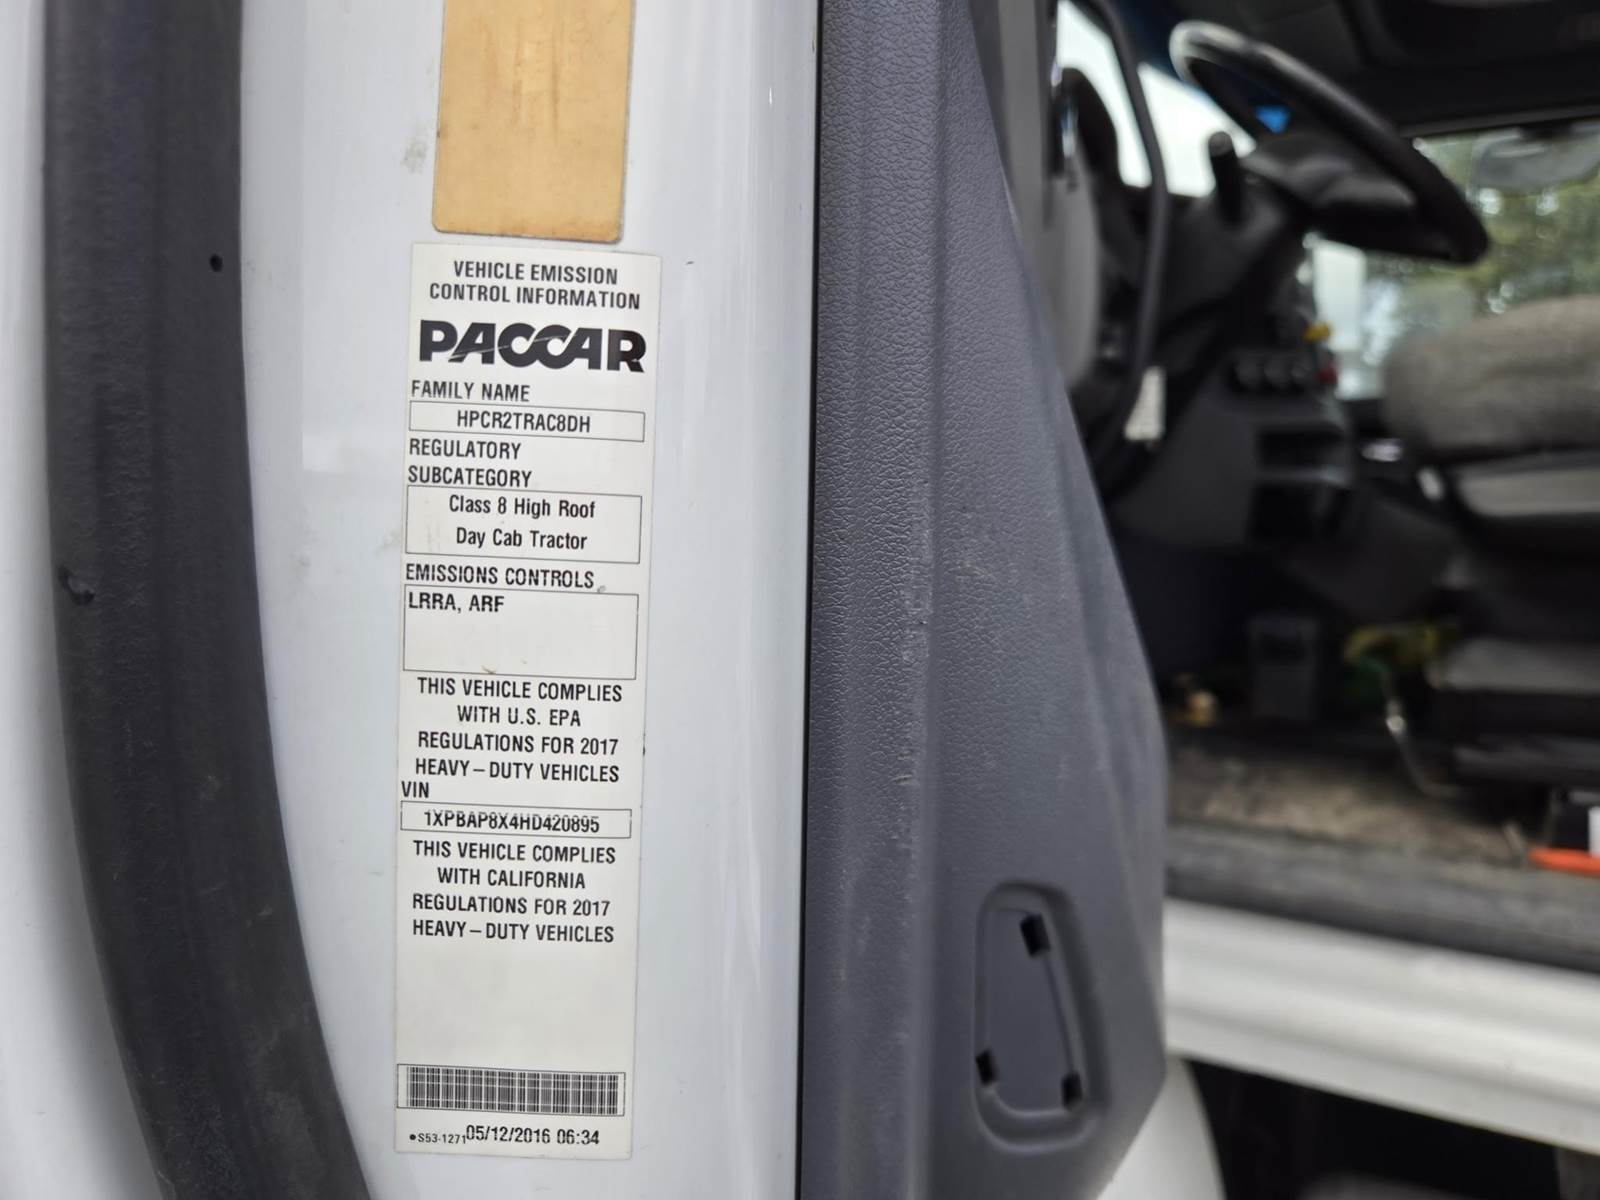 VEHICLE EMISSION
CONTROL INFORMATION
PACCAR
FAMILY NAME
HPCR2TRAC8DH
REGULATORY
SUBCATEGORY
Class 8 High Roof
Day Cab Tractor
EMISSIONS CONTROLS
LRRA, ARF
THIS VEHICLE COMPLIES
WITH U.S. EPA
REGULATIONS FOR 2017
HEAVY–DUTY VEHICLES
VIN
1XPBAP8X4HD420895
THIS VEHICLE COMPLIES
WITH CALIFORNIA
REGULATIONS FOR 2017
HEAVY–DUTY VEHICLES
●S53-1271 05/12/2016 06:34